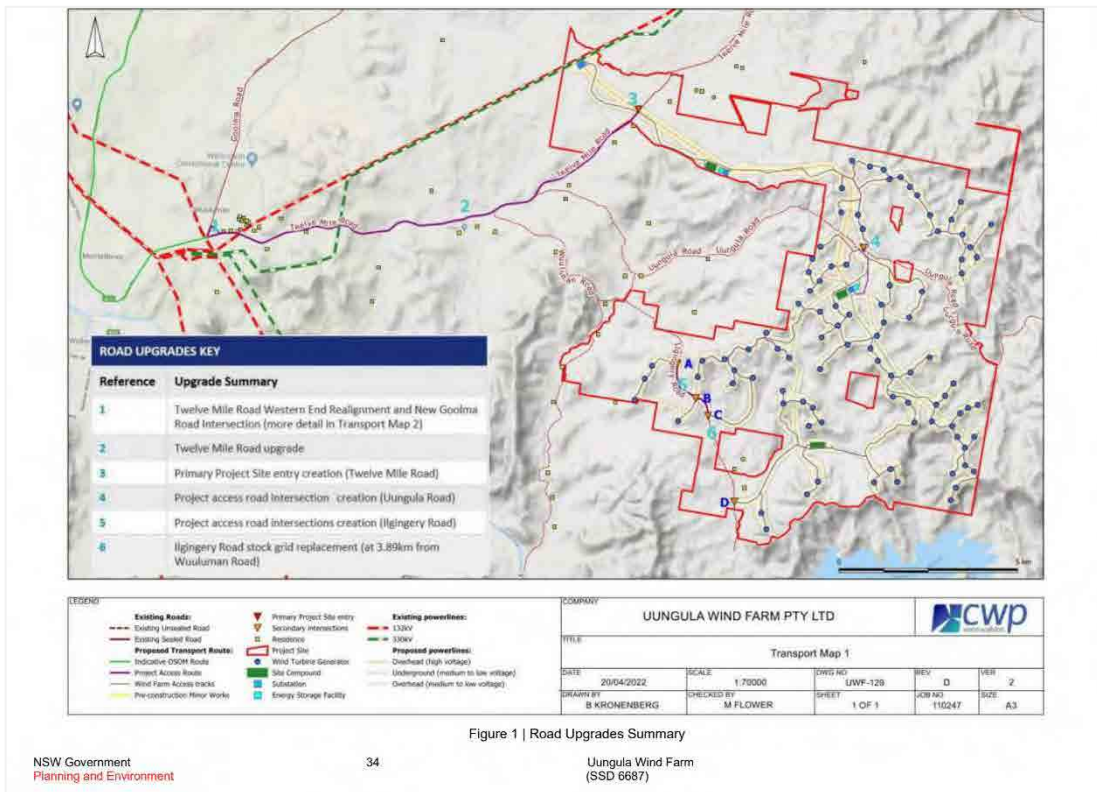 Twelve Mile Road
Goolma Road
3
Twelve Mile Road
2
Twelve Mile Road
Uungula Road
Uungula Road
4
Ilgingery Road
A
5
B
C
6
D
5 km
ROAD UPGRADES KEY
Reference Upgrade Summary
1 Twelve Mile Road Western End Realignment and New Goolma
Road Intersection (more detail in Transport Map 2)
2 Twelve Mile Road upgrade
3 Primary Project Site entry creation (Twelve Mile Road)
4 Project access road intersection creation (Uungula Road)
5 Project access road intersections creation (Ilgingery Road)
6 Ilgingery Road stock grid replacement (at 3.89km from
Wuuluman Road)
LEGEND
Existing Roads:
Existing Unsealed Road
Existing Sealed Road
Proposed Transport Route:
Indicative OSOM Route
Project Access Route
Wind Farm Access tracks
Pre-construction Minor Works
Primary Project Site entry
Secondary intersections
Residence
Project Site
Wind Turbine Generator
Site Compound
Substation
Energy Storage Facility
Existing powerlines:
132kV
330kV
Proposed powerlines:
Overhead (high voltage)
Underground (medium to low voltage)
Overhead (medium to low voltage)
COMPANY
UUNGULA WIND FARM PTY LTD
cwp
TITLE
Transport Map 1
DATE SCALE DWG NO REV VER
20/04/2022 1:70000 UWF-129 D 2
DRAWN BY CHECKED BY SHEET JOB NO SIZE
B KRONENBERG M FLOWER 1 OF 1 110247 A3
Figure 1 | Road Upgrades Summary
NSW Government 34 Uungula Wind Farm
Planning and Environment (SSD 6687)